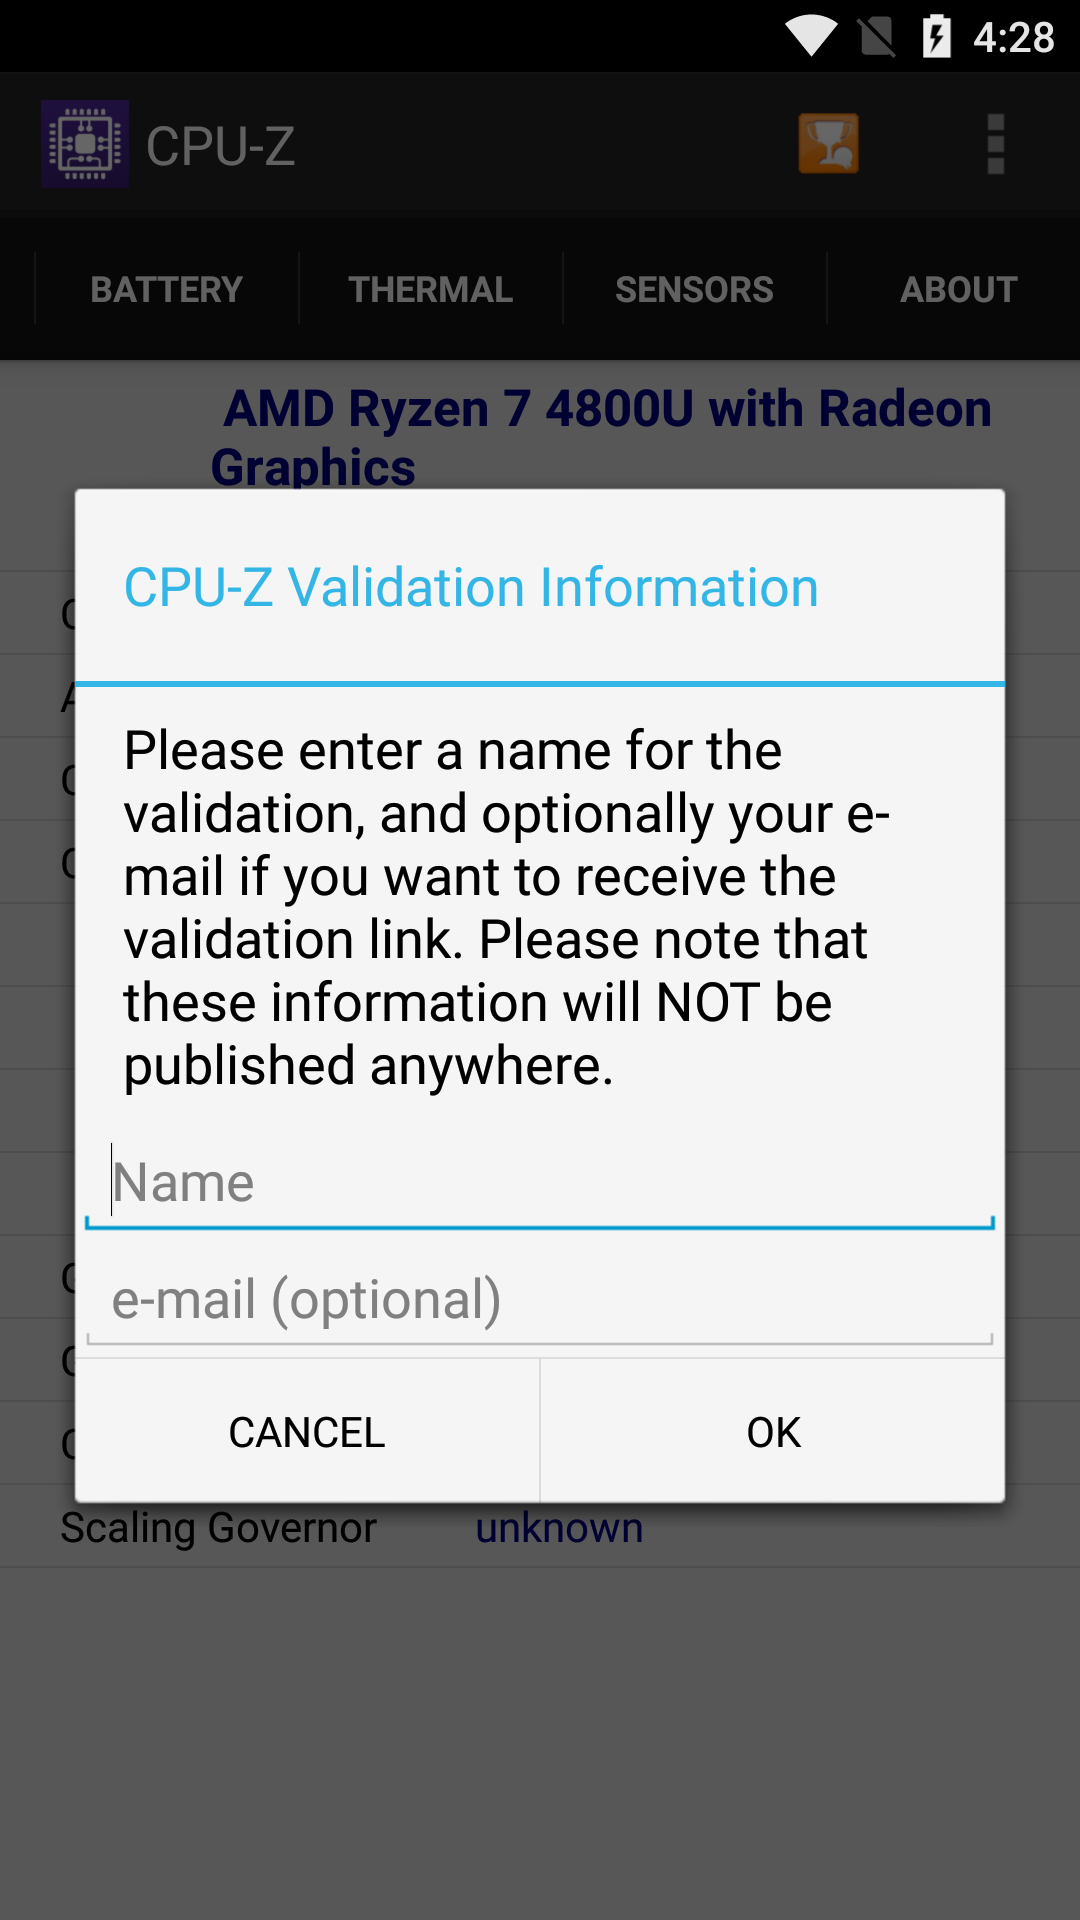 4:28
CPU-Z
BATTERY THERMAL SENSORS ABOUT
AMD Ryzen 7 4800U with Radeon
Graphics
CPU-Z Validation Information
Please enter a name for the
validation, and optionally your e-
mail if you want to receive the
validation link. Please note that
these information will NOT be
published anywhere.
Name
e-mail (optional)
CANCEL OK
Scaling Governor unknown